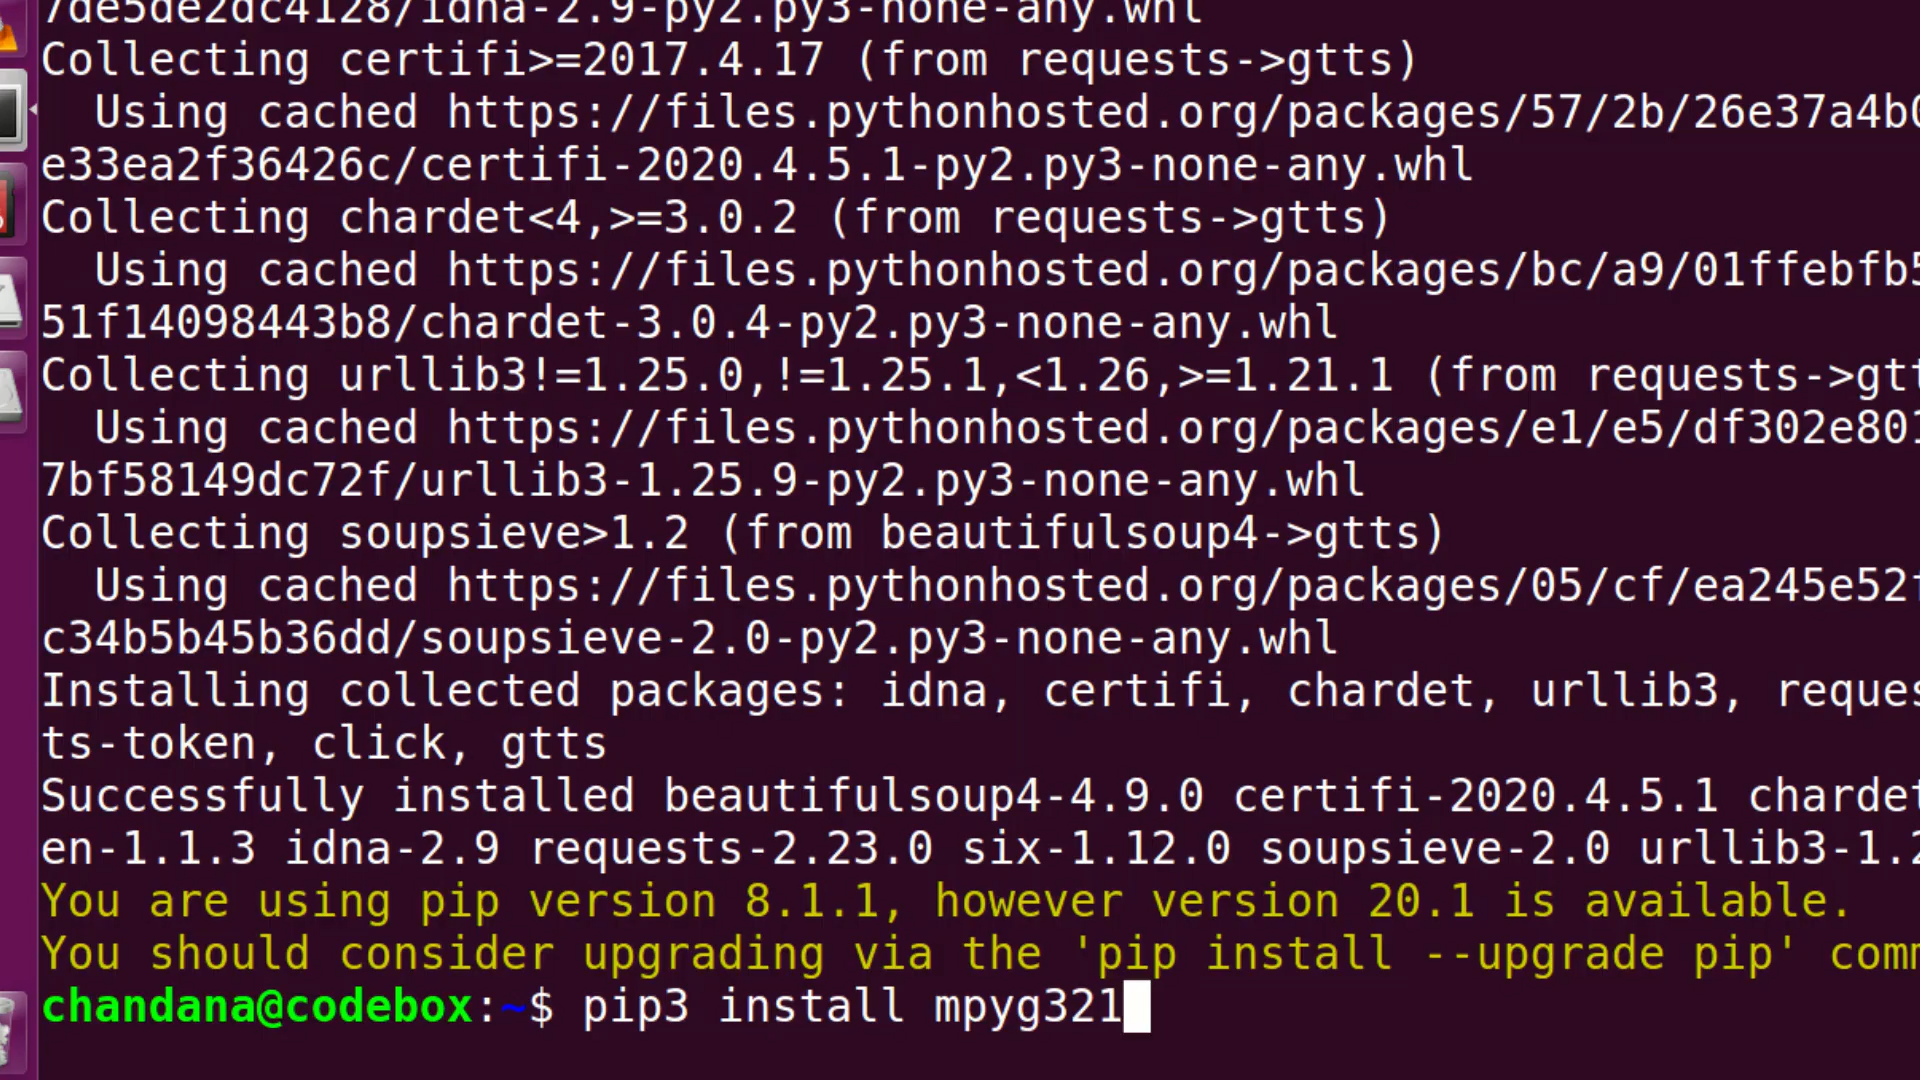 7de5de2dc4128/idna-2.9-py2.py3-none-any.whl
Collecting certifi>=2017.4.17 (from requests->gtts)
  Using cached https://files.pythonhosted.org/packages/57/2b/26e37a4b0
e33ea2f36426c/certifi-2020.4.5.1-py2.py3-none-any.whl
Collecting chardet<4,>=3.0.2 (from requests->gtts)
  Using cached https://files.pythonhosted.org/packages/bc/a9/01ffebfb5
51f14098443b8/chardet-3.0.4-py2.py3-none-any.whl
Collecting urllib3!=1.25.0,!=1.25.1,<1.26,>=1.21.1 (from requests->gtt
  Using cached https://files.pythonhosted.org/packages/e1/e5/df302e801
7bf58149dc72f/urllib3-1.25.9-py2.py3-none-any.whl
Collecting soupsieve>1.2 (from beautifulsoup4->gtts)
  Using cached https://files.pythonhosted.org/packages/05/cf/ea245e52f
c34b5b45b36dd/soupsieve-2.0-py2.py3-none-any.whl
Installing collected packages: idna, certifi, chardet, urllib3, reques
ts-token, click, gtts
Successfully installed beautifulsoup4-4.9.0 certifi-2020.4.5.1 chardet
en-1.1.3 idna-2.9 requests-2.23.0 six-1.12.0 soupsieve-2.0 urllib3-1.2
You are using pip version 8.1.1, however version 20.1 is available.
You should consider upgrading via the 'pip install --upgrade pip' comm
chandana@codebox:~$ pip3 install mpyg321